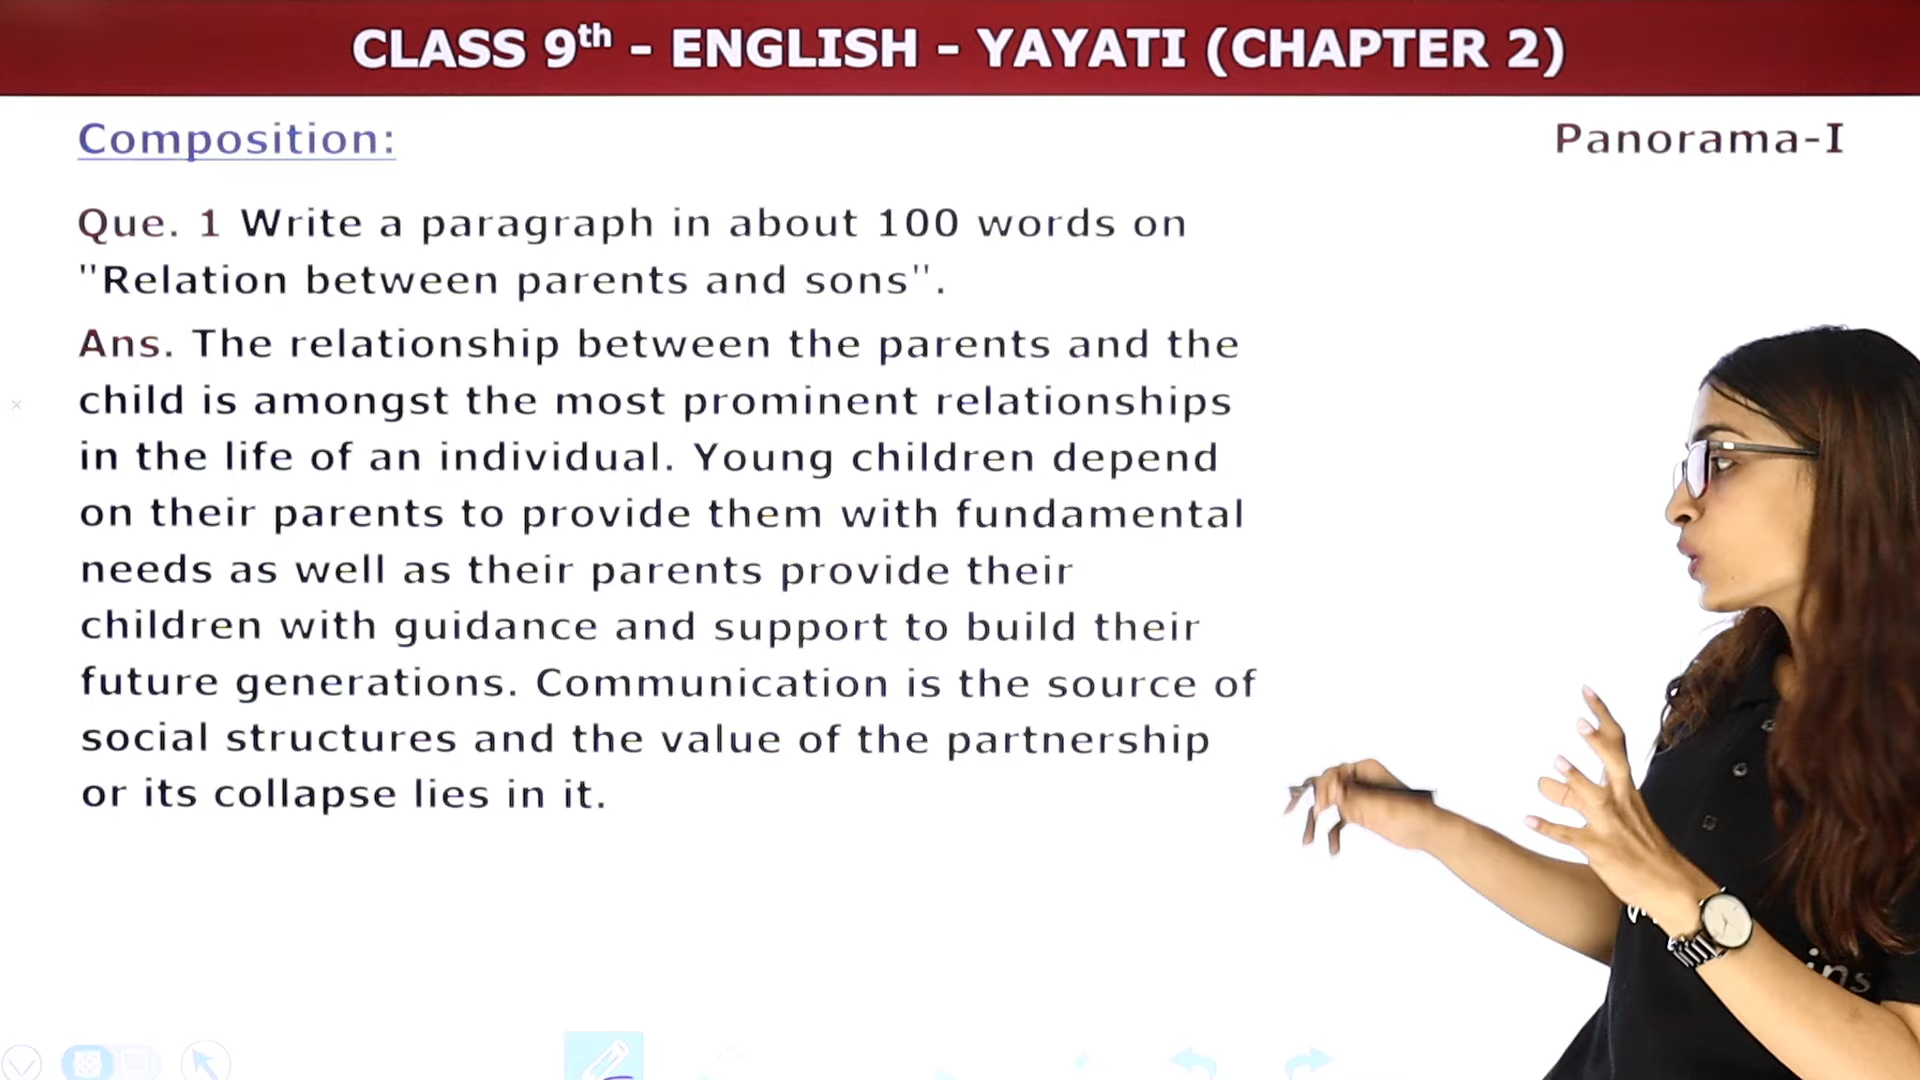 CLASS 9th - ENGLISH - YAYATI (CHAPTER 2)
Composition:
Panorama-I
Que. 1 Write a paragraph in about 100 words on
"Relation between parents and sons".
Ans. The relationship between the parents and the
child is amongst the most prominent relationships
in the life of an individual. Young children depend
on their parents to provide them with fundamental
needs as well as their parents provide their
children with guidance and support to build their
future generations. Communication is the source of
social structures and the value of the partnership
or its collapse lies in it.